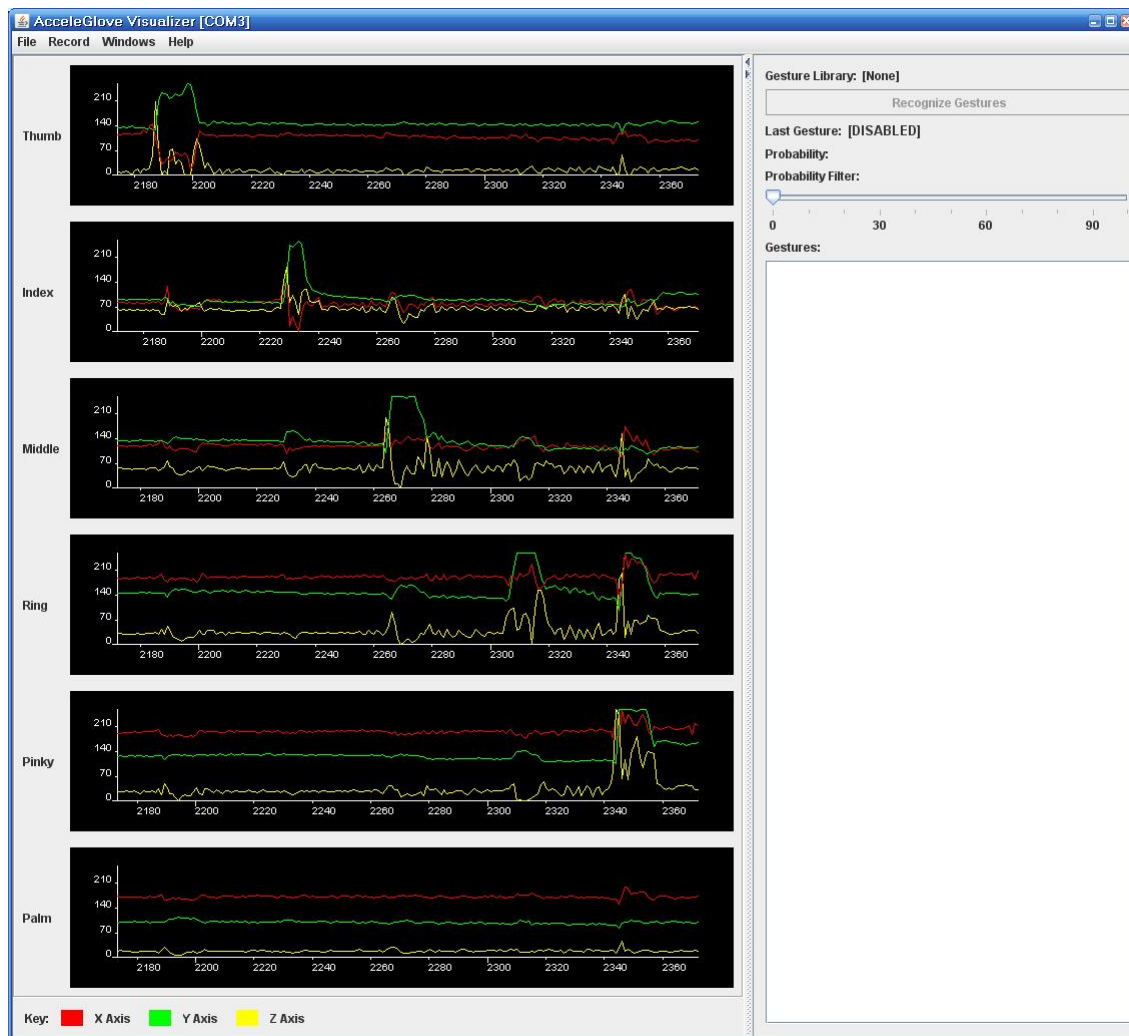 AcceleGlove Visualizer [COM3]
File Record Windows Help
Thumb
210
140
70
0
2180 2200 2220 2240 2260 2280 2300 2320 2340 2360
Index
210
140
70
0
2180 2200 2220 2240 2260 2280 2300 2320 2340 2360
Middle
210
140
70
0
2180 2200 2220 2240 2260 2280 2300 2320 2340 2360
Ring
210
140
70
0
2180 2200 2220 2240 2260 2280 2300 2320 2340 2360
Pinky
210
140
70
0
2180 2200 2220 2240 2260 2280 2300 2320 2340 2360
Palm
210
140
70
0
2180 2200 2220 2240 2260 2280 2300 2320 2340 2360
Key: X Axis Y Axis Z Axis
Gesture Library: [None]
Recognize Gestures
Last Gesture: [DISABLED]
Probability:
Probability Filter:
0 30 60 90
Gestures: